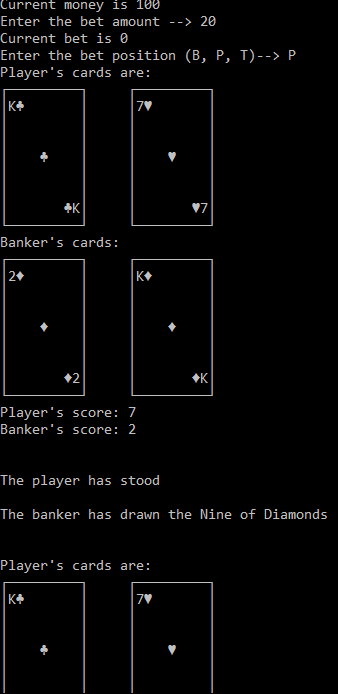 Current money is 100
Enter the bet amount --> 20
Current bet is 0
Enter the bet position (B, P, T)--> P
Player's cards are:
K♣ 7♥
♣ ♥
♣K ♥7
Banker's cards:
2♦ K♦
♦ ♦
♦2 ♦K
Player's score: 7
Banker's score: 2
The player has stood
The banker has drawn the Nine of Diamonds
Player's cards are:
K♣ 7♥
♣ ♥